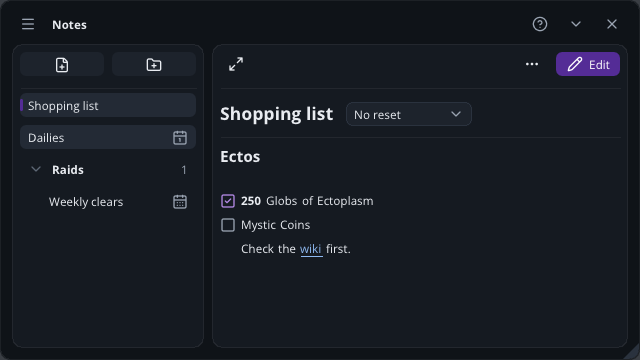 Notes
Edit
Shopping list
Dailies
Raids 1
Weekly clears
Shopping list
No reset
Ectos
250 Globs of Ectoplasm
Mystic Coins
Check the wiki first.